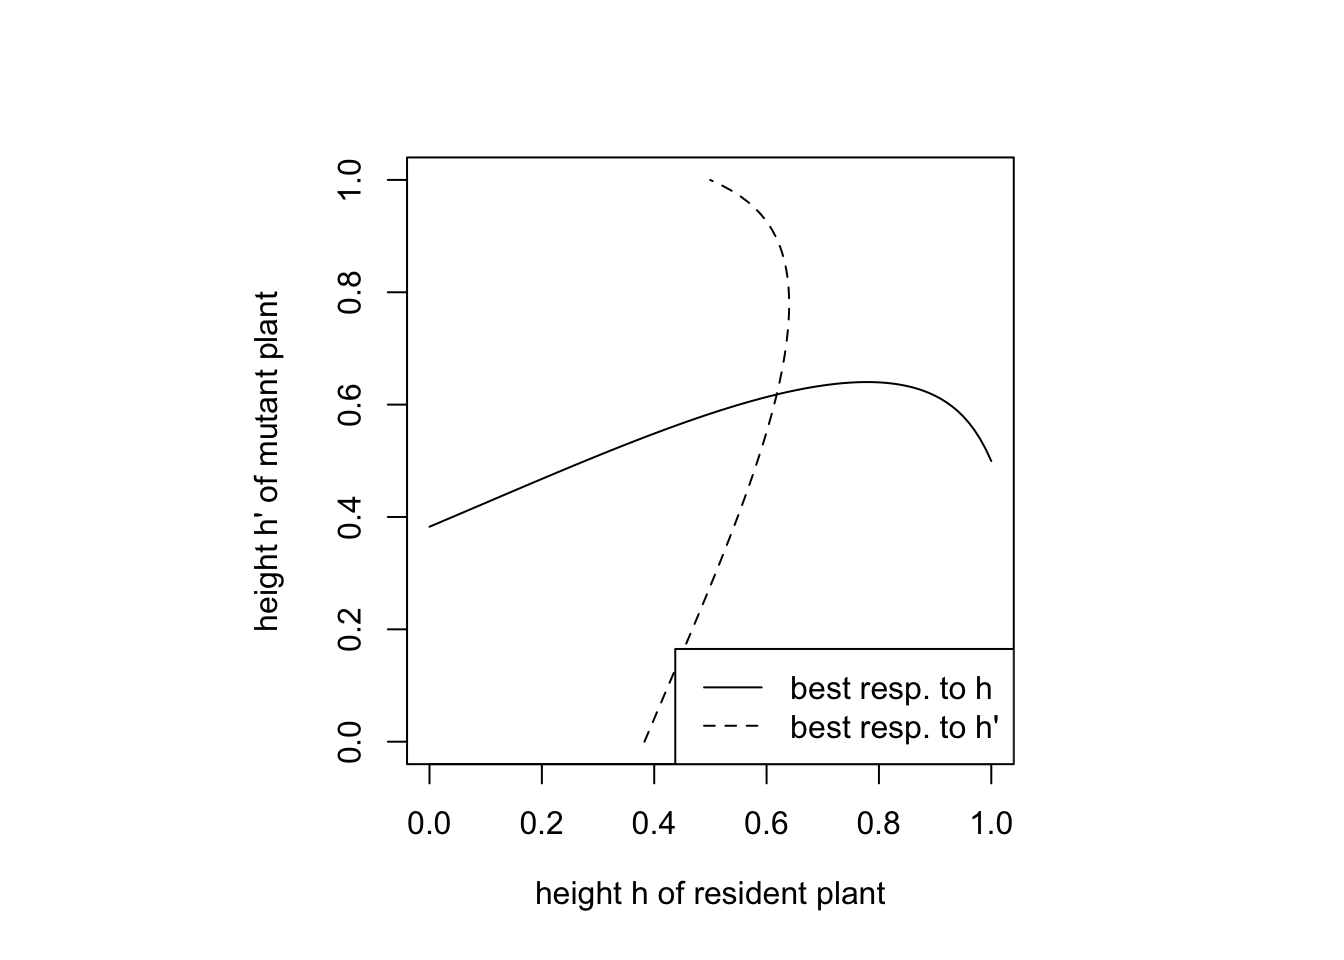 1.0
0.8
0.6
0.4
0.2
0.0
height h' of mutant plant
best resp. to h
best resp. to h'
0.0 0.2 0.4 0.6 0.8 1.0
height h of resident plant